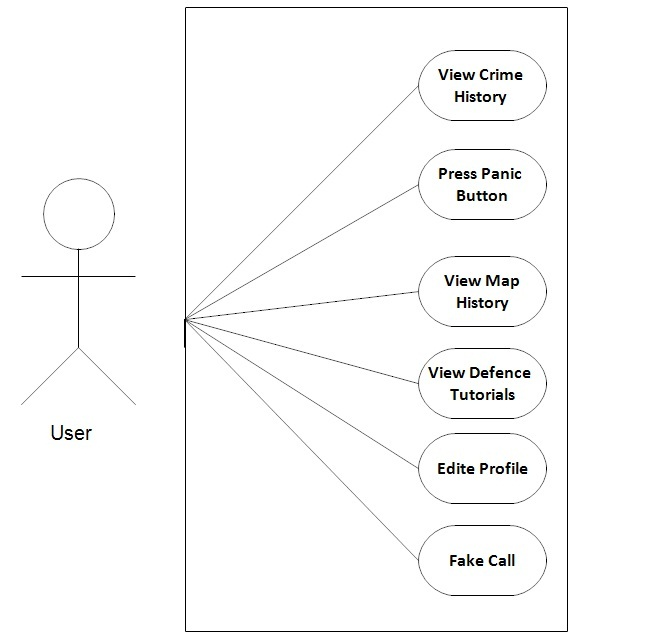 View Crime
History
Press Panic
Button
View Map
History
View Defence
Tutorials
User
Edite Profile
Fake Call